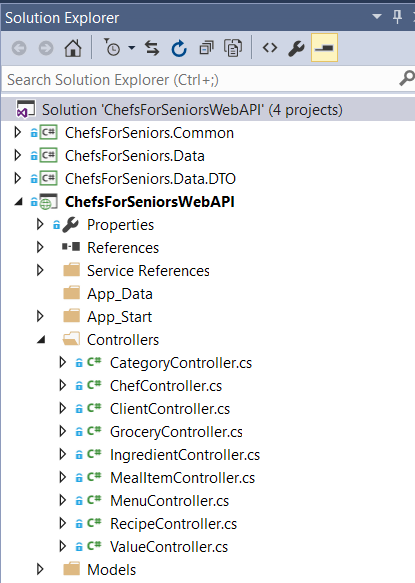 Solution Explorer
Search Solution Explorer (Ctrl+;)
Solution 'ChefsForSeniorsWebAPI' (4 projects)
C# ChefsForSeniors.Common
C# ChefsForSeniors.Data
C# ChefsForSeniors.Data.DTO
ChefsForSeniorsWebAPI
Properties
References
Service References
App_Data
App_Start
Controllers
C# CategoryController.cs
C# ChefController.cs
C# ClientController.cs
C# GroceryController.cs
C# IngredientController.cs
C# MealItemController.cs
C# MenuController.cs
C# RecipeController.cs
C# ValueController.cs
Models